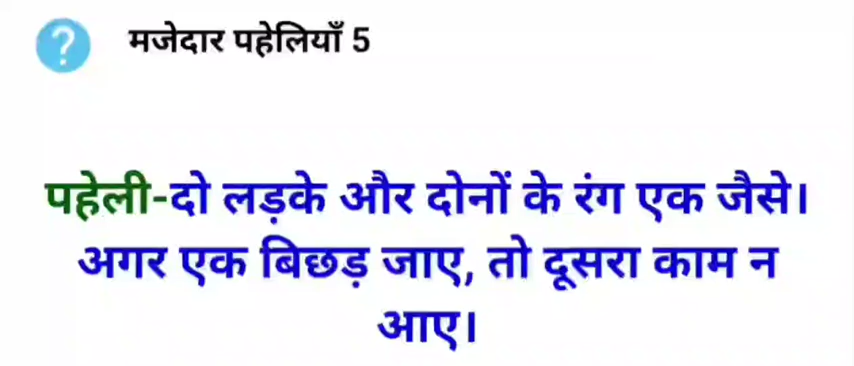 ?
मजेदार पहेलियाँ 5
पहेली-दो लड़के और दोनों के रंग एक जैसे।
अगर एक बिछड़ जाए, तो दूसरा काम न
आए।